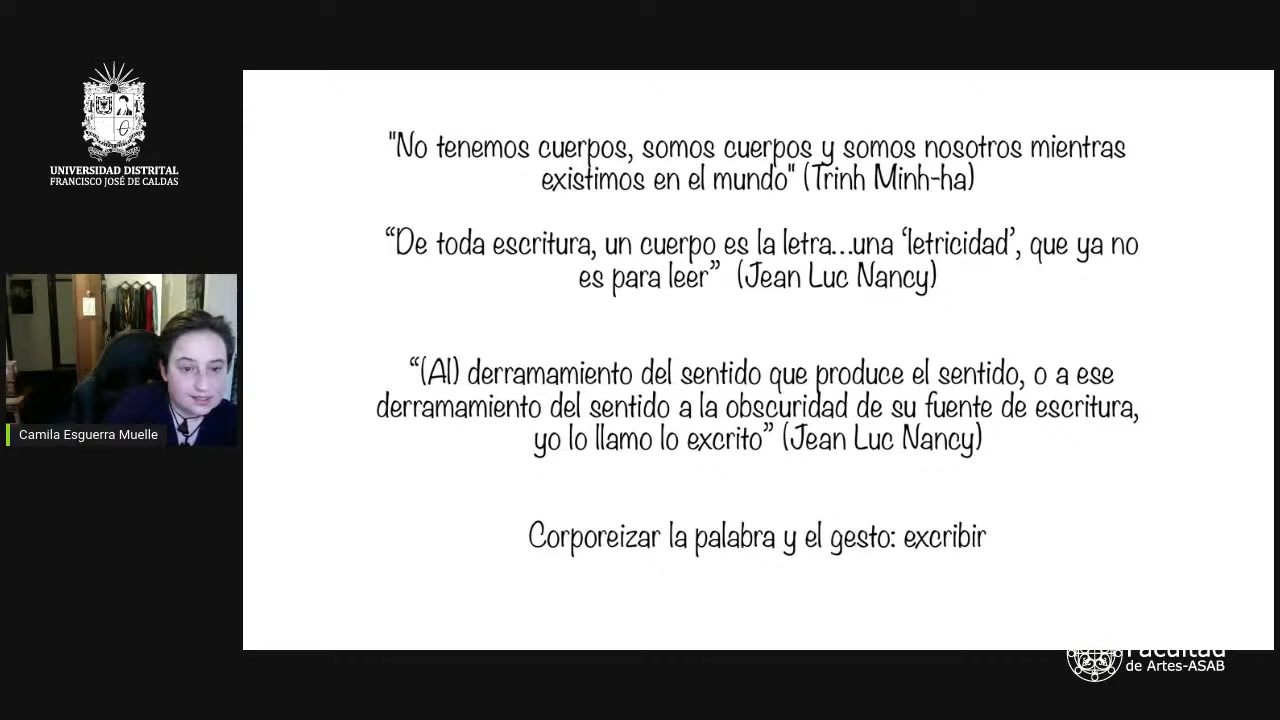 UNIVERSIDAD DISTRITAL
FRANCISCO JOSÉ DE CALDAS
"No tenemos cuerpos, somos cuerpos y somos nosotros mientras
existimos en el mundo" (Trinh Minh-ha)
“De toda escritura, un cuerpo es la letra...una ‘letricidad’, que ya no
es para leer” (Jean Luc Nancy)
“(Al) derramamiento del sentido que produce el sentido, o a ese
derramamiento del sentido a la obscuridad de su fuente de escritura,
yo lo llamo lo excrito” (Jean Luc Nancy)
Corporeizar la palabra y el gesto: excribir
Camila Esguerra Muelle
Facultad
de Artes-ASAB